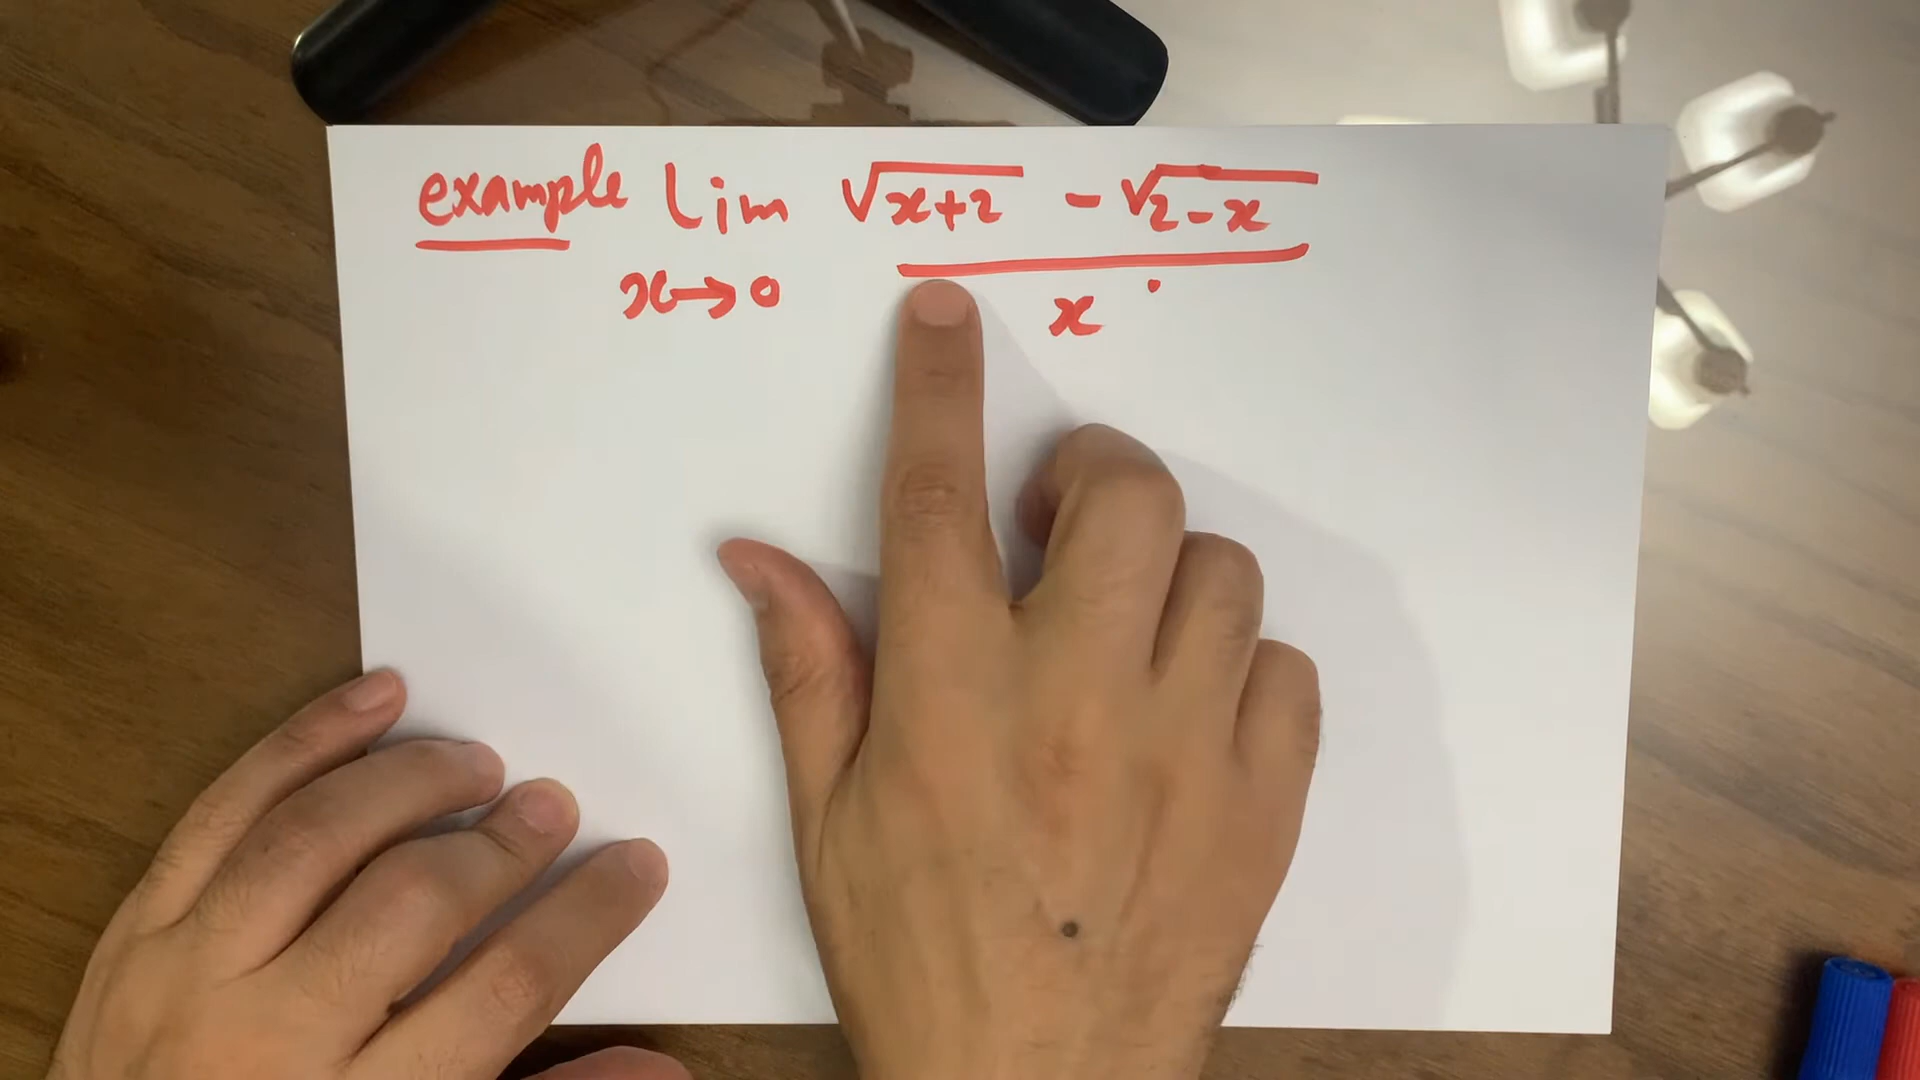 example Lim √x+2 - √2-x
x→0 x